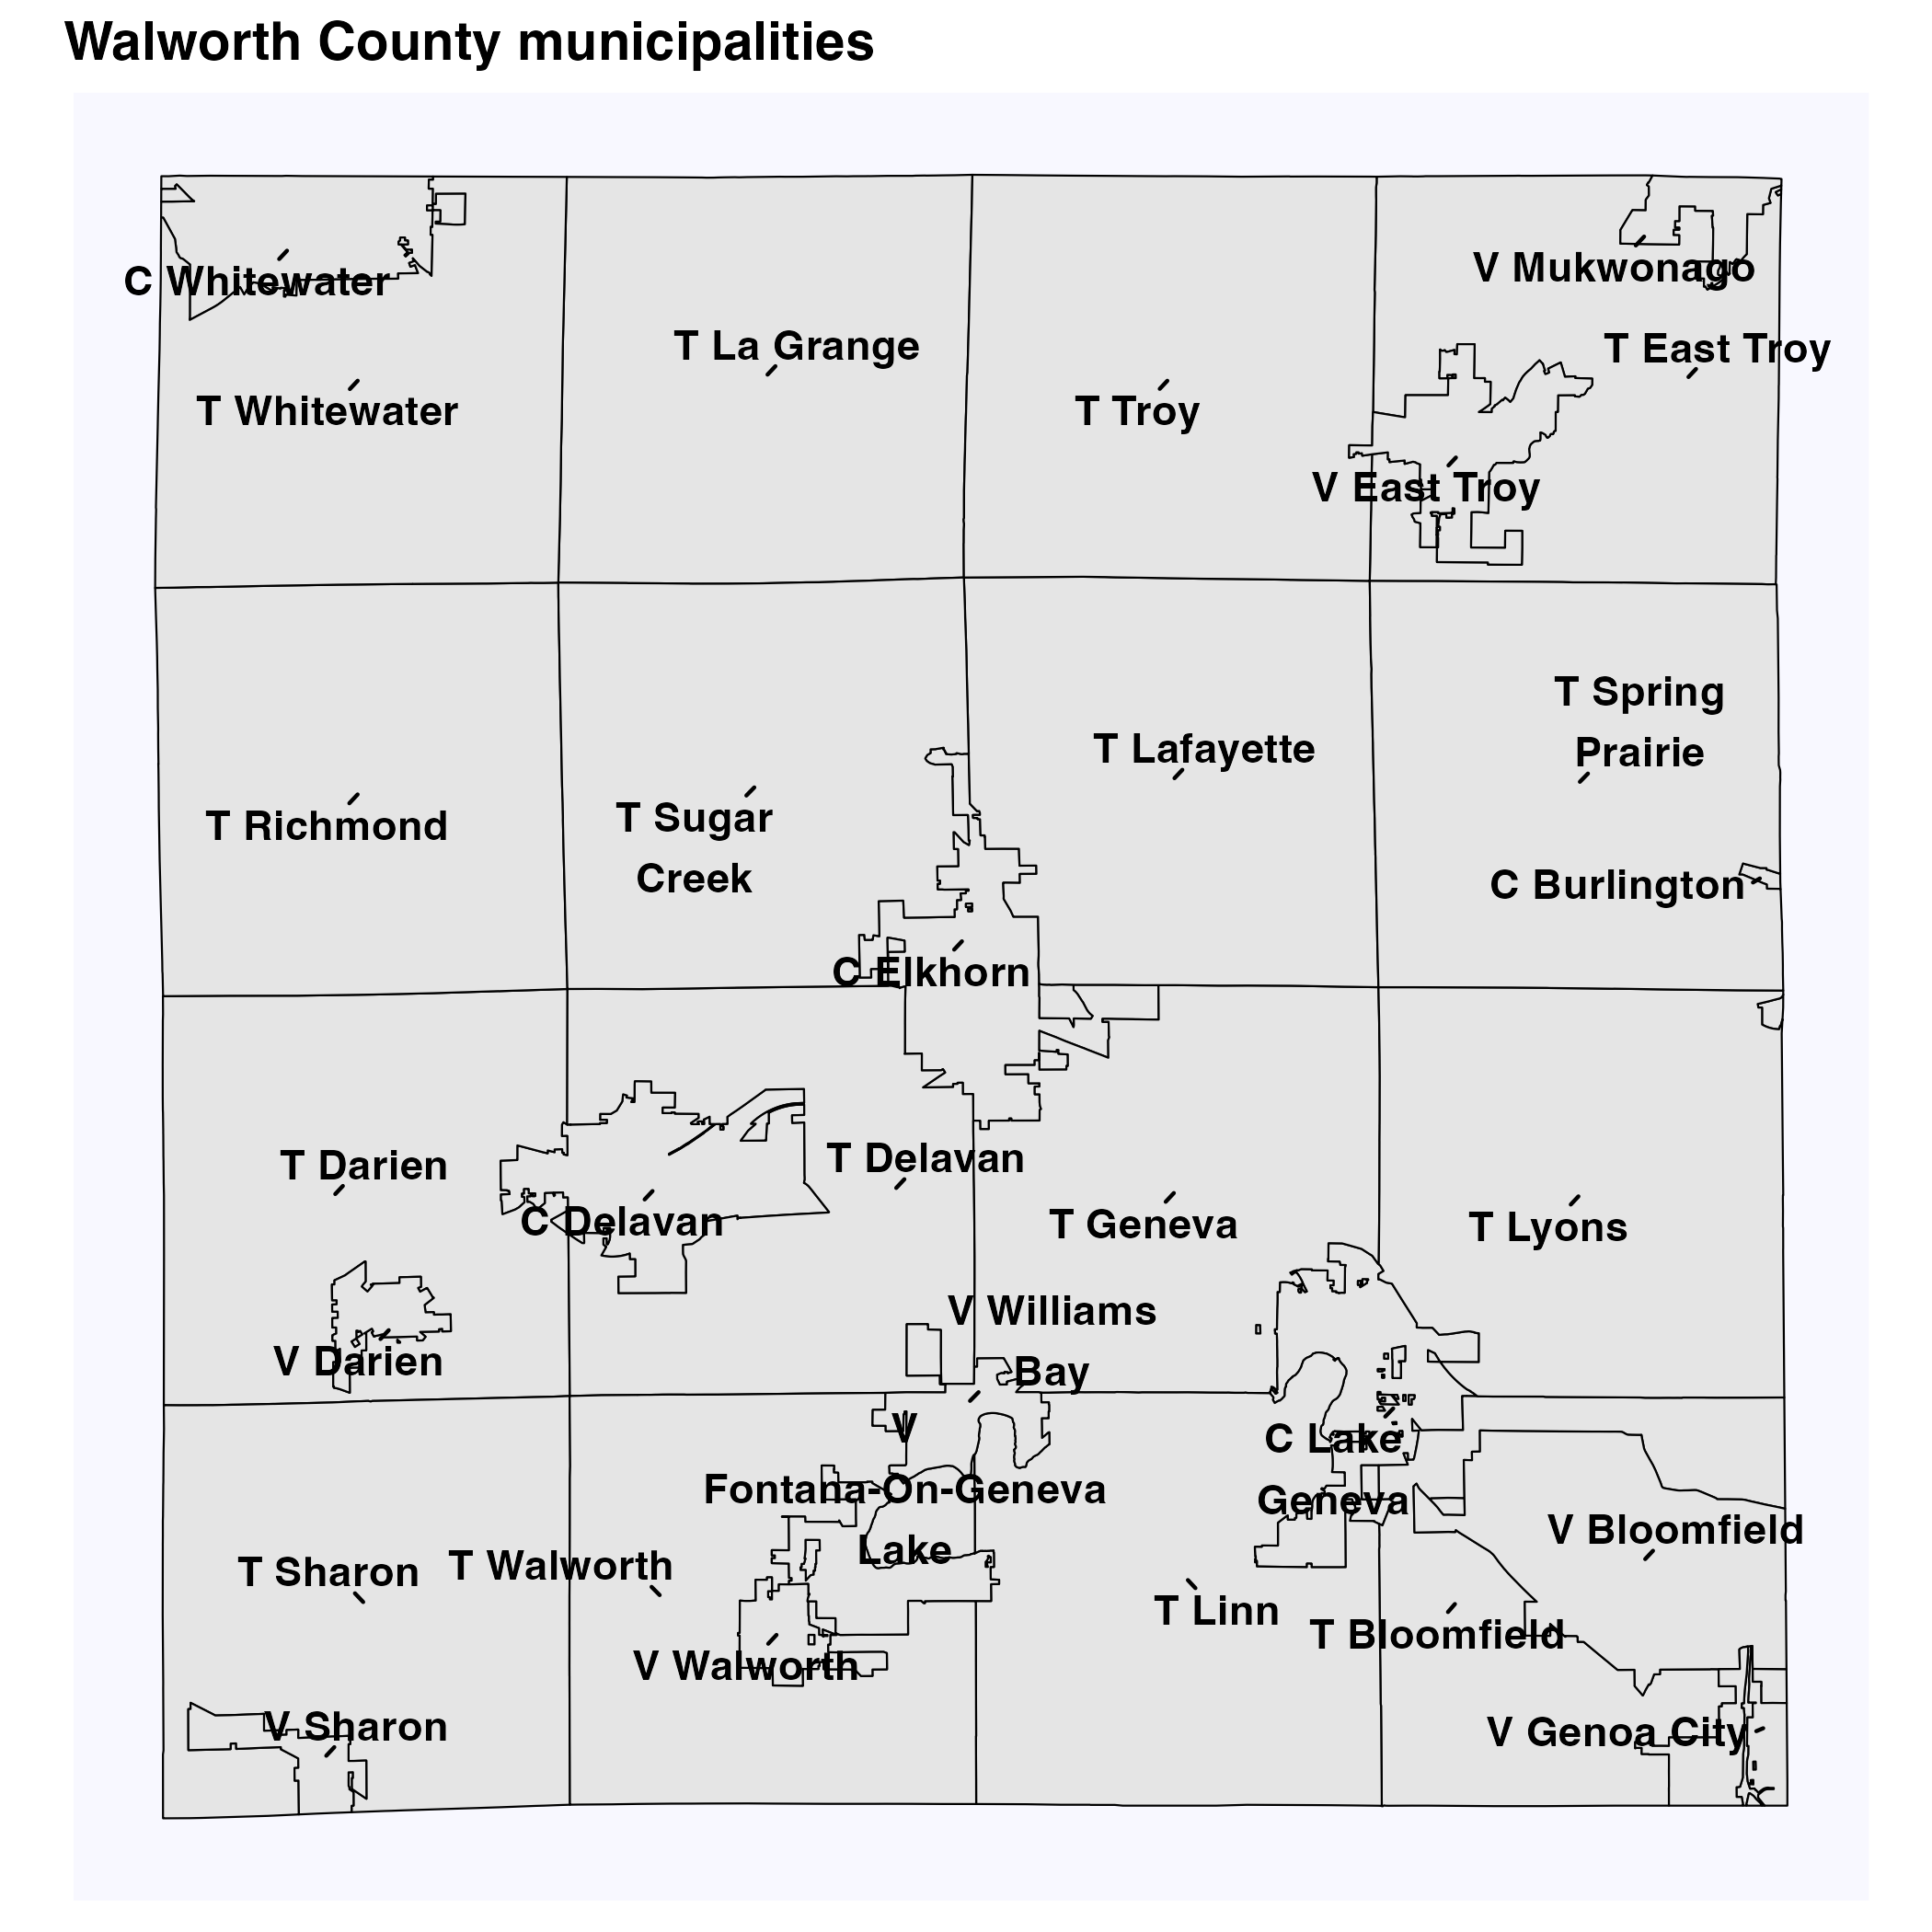 Walworth County municipalities
C Whitewater
V Mukwonago
T La Grange
T East Troy
T Whitewater
T Troy
V East Troy
T Spring
Prairie
T Lafayette
T Richmond
T Sugar
Creek
C Burlington
C Elkhorn
T Darien
T Delavan
C Delavan
T Geneva
T Lyons
V Williams
Bay
V Darien
V
Fontana-On-Geneva
Lake
C Lake
Geneva
V Bloomfield
T Sharon
T Walworth
T Linn
T Bloomfield
V Walworth
V Sharon
V Genoa City